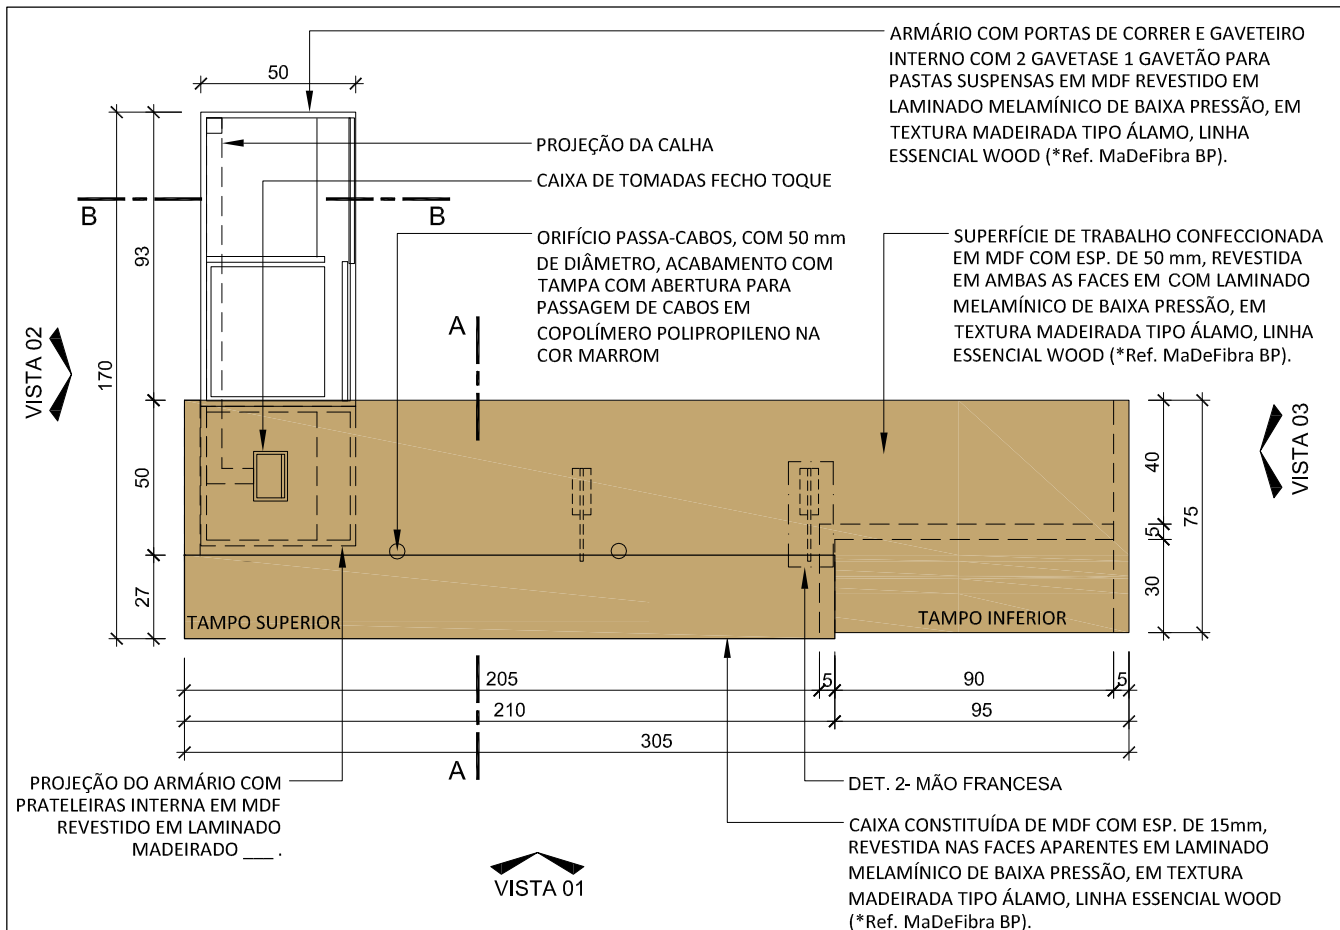 ARMÁRIO COM PORTAS DE CORRER E GAVETEIRO
INTERNO COM 2 GAVETASE 1 GAVETÃO PARA
PASTAS SUSPENSAS EM MDF REVESTIDO EM
LAMINADO MELAMÍNICO DE BAIXA PRESSÃO, EM
TEXTURA MADEIRADA TIPO ÁLAMO, LINHA
ESSENCIAL WOOD (*Ref. MaDeFibra BP).
50
PROJEÇÃO DA CALHA
CAIXA DE TOMADAS FECHO TOQUE
B
B
ORIFÍCIO PASSA-CABOS, COM 50 mm
DE DIÂMETRO, ACABAMENTO COM
TAMPA COM ABERTURA PARA
PASSAGEM DE CABOS EM
COPOLÍMERO POLIPROPILENO NA
COR MARROM
SUPERFÍCIE DE TRABALHO CONFECCIONADA
EM MDF COM ESP. DE 50 mm, REVESTIDA
EM AMBAS AS FACES EM COM LAMINADO
MELAMÍNICO DE BAIXA PRESSÃO, EM
TEXTURA MADEIRADA TIPO ÁLAMO, LINHA
ESSENCIAL WOOD (*Ref. MaDeFibra BP).
93
170
50
27
VISTA 02
A
VISTA 03
40
5
30
75
TAMPO SUPERIOR
TAMPO INFERIOR
205
5
90
5
210
95
305
A
PROJEÇÃO DO ARMÁRIO COM
PRATELEIRAS INTERNA EM MDF
REVESTIDO EM LAMINADO
MADEIRADO ___ .
DET. 2- MÃO FRANCESA
CAIXA CONSTITUÍDA DE MDF COM ESP. DE 15mm,
REVESTIDA NAS FACES APARENTES EM LAMINADO
MELAMÍNICO DE BAIXA PRESSÃO, EM TEXTURA
MADEIRADA TIPO ÁLAMO, LINHA ESSENCIAL WOOD
(*Ref. MaDeFibra BP).
VISTA 01